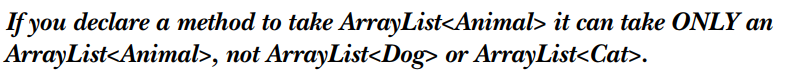 If you declare a method to take ArrayList<Animal> it can take ONLY an
ArrayList<Animal>, not ArrayList<Dog> or ArrayList<Cat>.